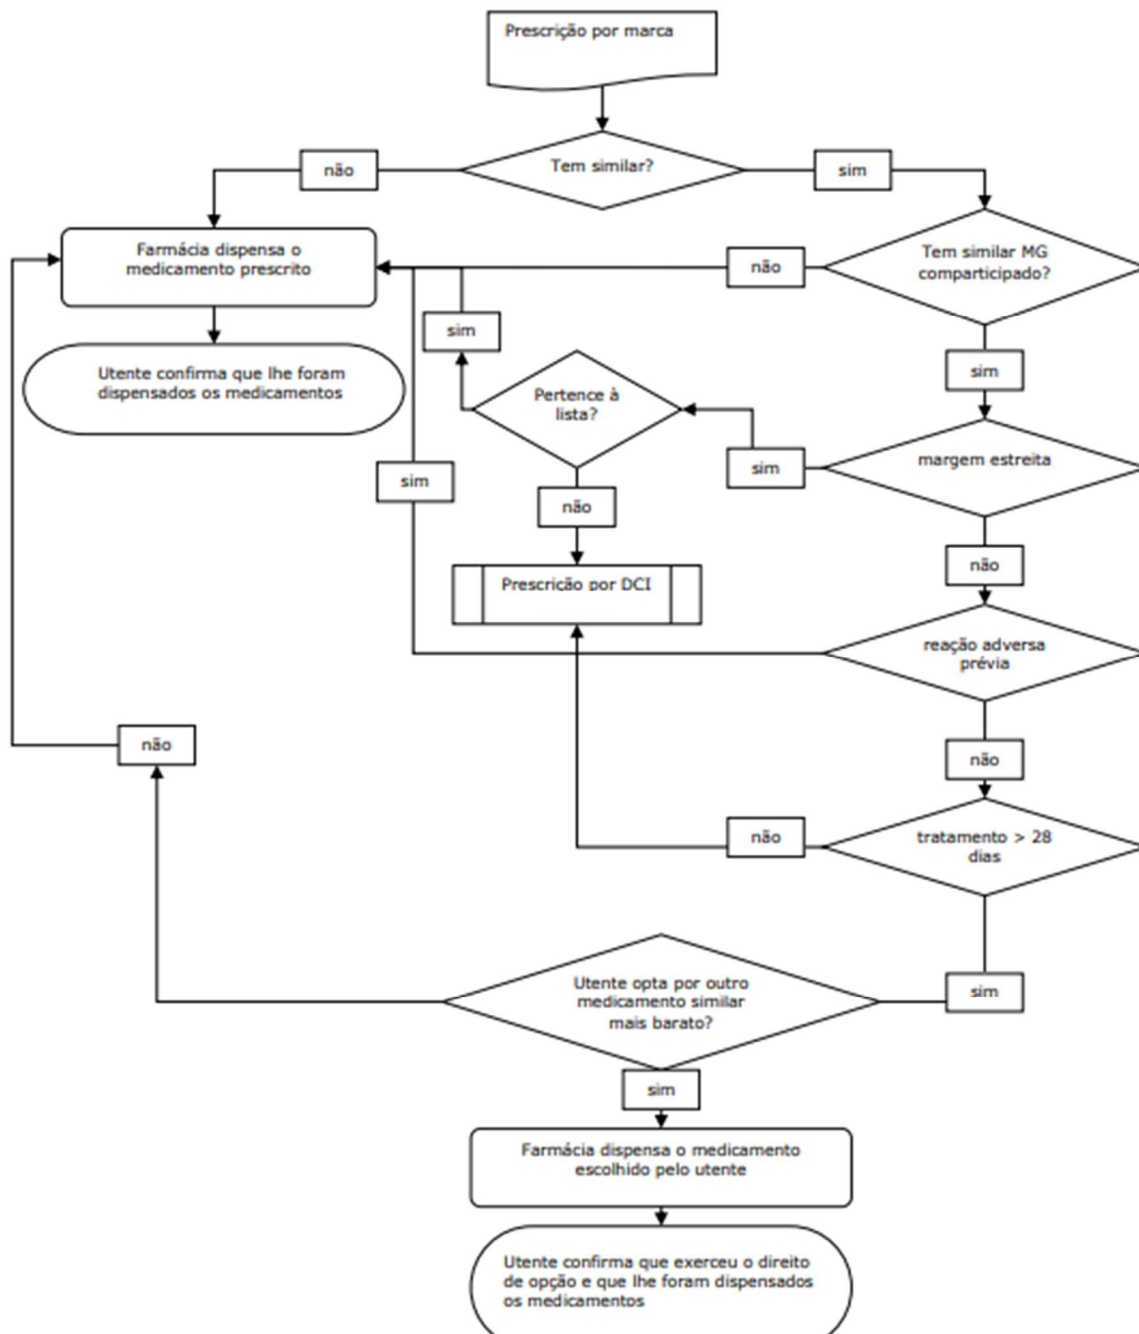 Prescrição por marca
Tem similar?
não
sim
Farmácia dispensa o
medicamento prescrito
não
Tem similar MG
comparticipado?
sim
sim
Utente confirma que lhe foram
dispensados os medicamentos
Pertence à
lista?
sim
margem estreita
sim
não
não
Prescrição por DCI
reação adversa
prévia
não
não
não
tratamento > 28
dias
Utente opta por outro
medicamento similar
mais barato?
sim
sim
Farmácia dispensa o medicamento
escolhido pelo utente
Utente confirma que exerceu o direito
de opção e que lhe foram dispensados
os medicamentos